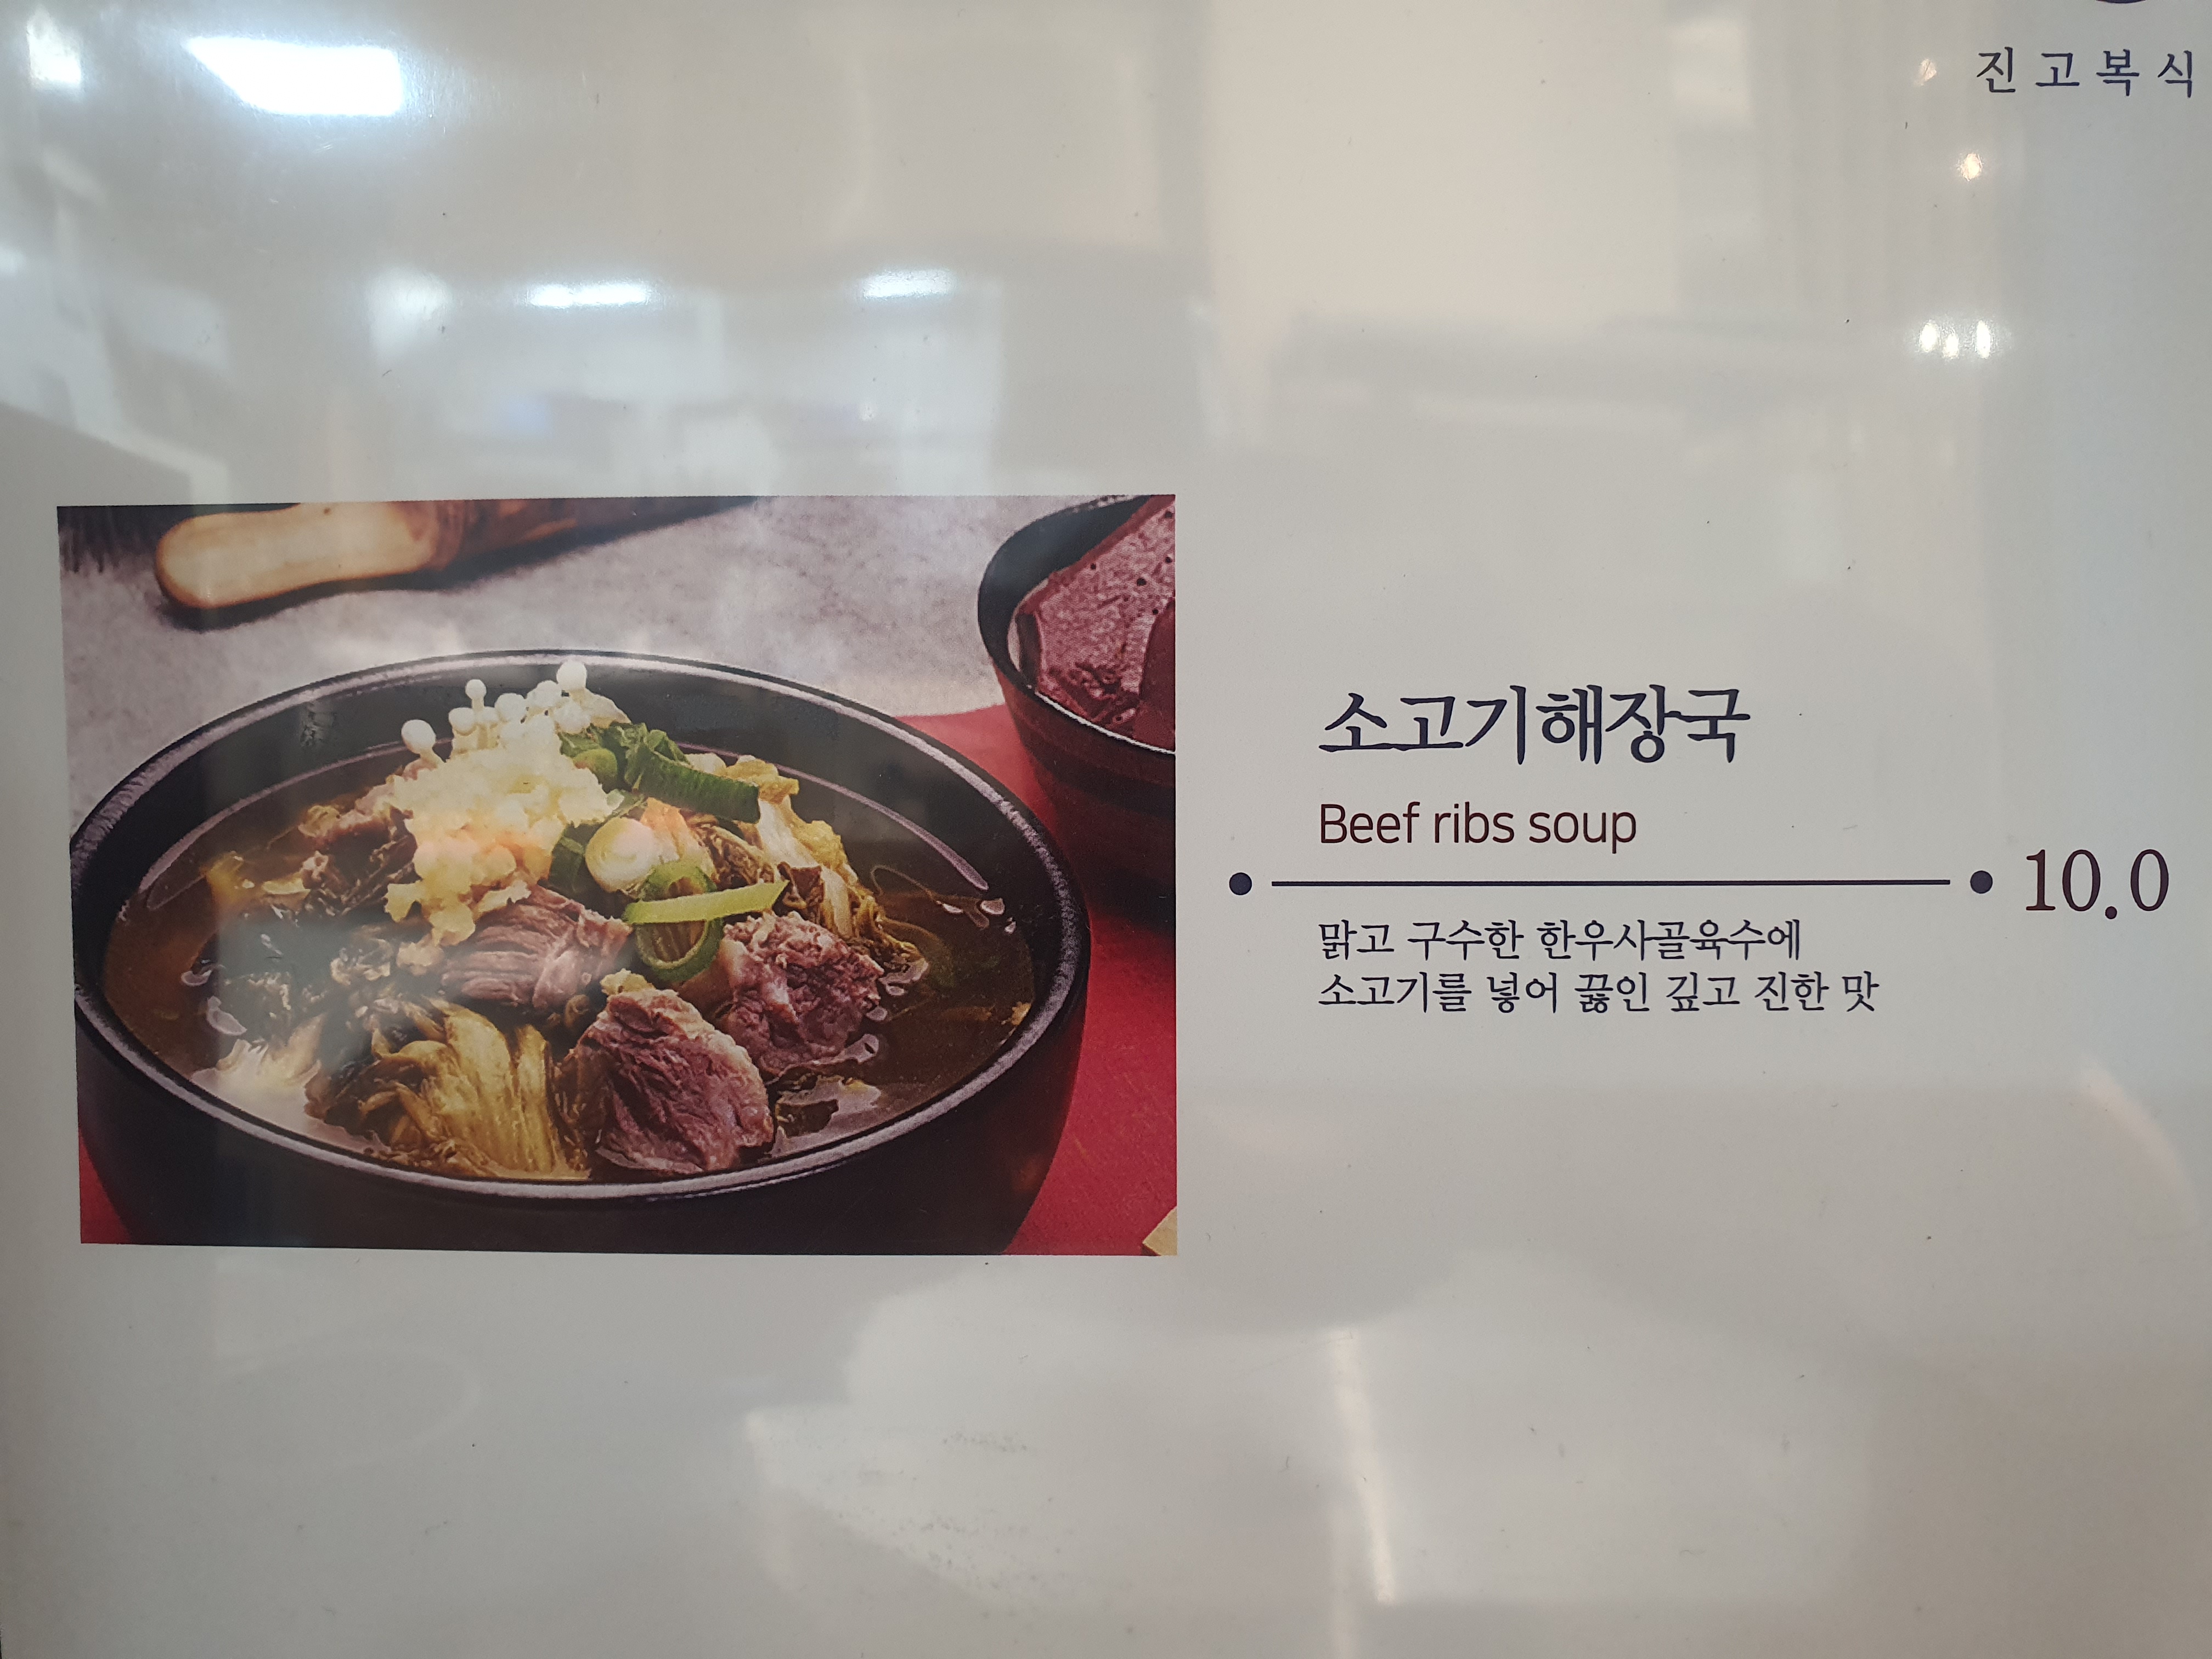 진고복식
소고기해장국
Beef ribs soup
10.0
맑고 구수한 한우사골육수에
소고기를 넣어 끓인 깊고 진한 맛